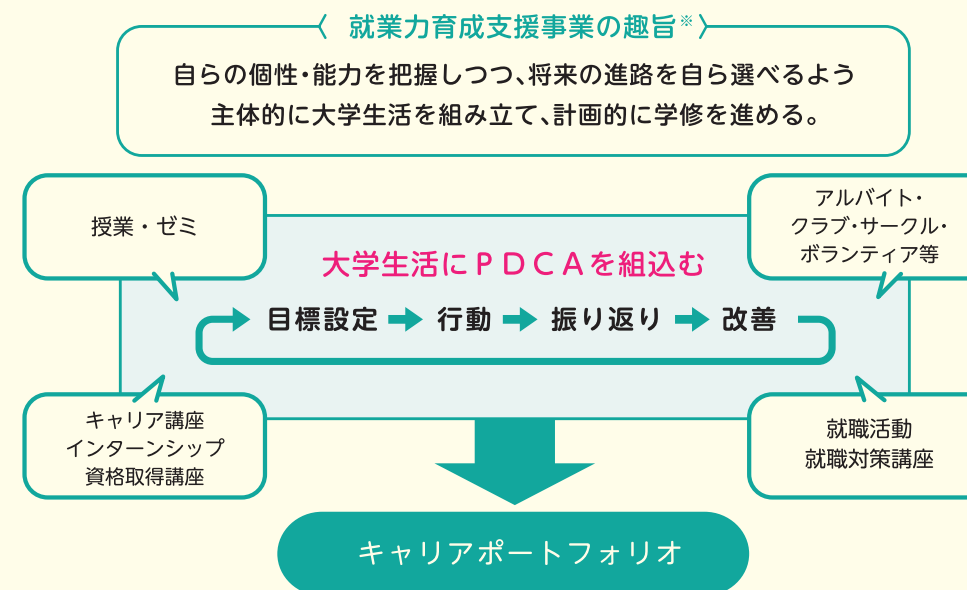 就業力育成支援事業の趣旨※
自らの個性・能力を把握しつつ、将来の進路を自ら選べるよう
主体的に大学生活を組み立て、計画的に学修を進める。
授業・ゼミ
アルバイト・
クラブ・サークル・
ボランティア等
大学生活にＰＤＣＡを組込む
目標設定 行動 振り返り 改善
キャリア講座
インターンシップ
資格取得講座
就職活動
就職対策講座
キャリアポートフォリオ